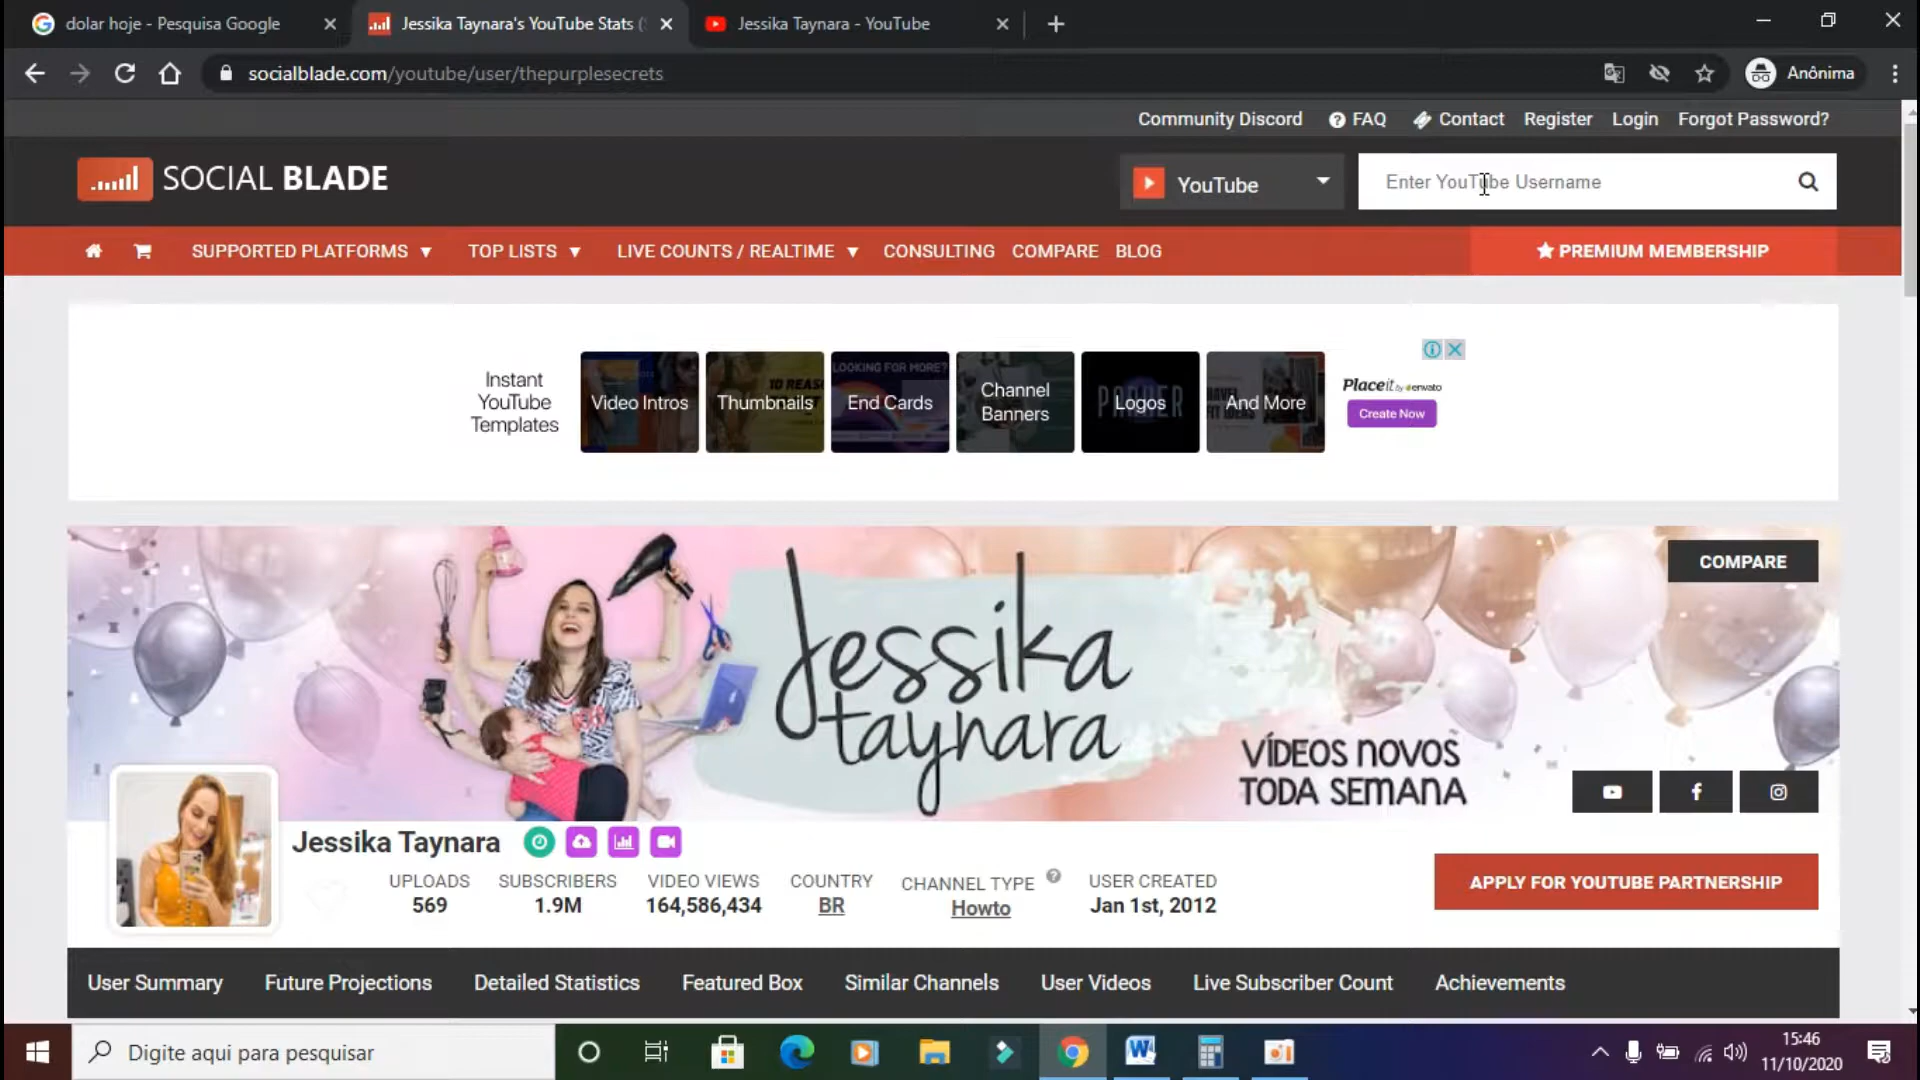 dolar hoje - Pesquisa Google
Jessika Taynara's YouTube Stats (
Jessika Taynara - YouTube
socialblade.com/youtube/user/thepurplesecrets
Anônima
Community Discord
FAQ
Contact
Register
Login
Forgot Password?
SOCIAL BLADE
YouTube
Enter YouTube Username
SUPPORTED PLATFORMS
TOP LISTS
LIVE COUNTS / REALTIME
CONSULTING
COMPARE
BLOG
PREMIUM MEMBERSHIP
Instant
YouTube
Templates
Video Intros
Thumbnails
LOOKING FOR MORE?
End Cards
Channel
Banners
PARKER
Logos
And More
Placeit by envato
Create Now
COMPARE
Jessika
taynara
VÍDEOS NOVOS
TODA SEMANA
Jessika Taynara
UPLOADS
569
SUBSCRIBERS
1.9M
VIDEO VIEWS
164,586,434
COUNTRY
BR
CHANNEL TYPE
Howto
USER CREATED
Jan 1st, 2012
APPLY FOR YOUTUBE PARTNERSHIP
User Summary
Future Projections
Detailed Statistics
Featured Box
Similar Channels
User Videos
Live Subscriber Count
Achievements
Digite aqui para pesquisar
15:46
11/10/2020